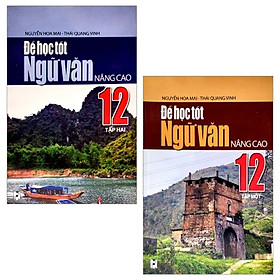 NGUYỄN HOA MAI - THÁI QUANG VINH
Để học tốt
NGỮ VĂN
NÂNG CAO
12
TẬP HAI
NGUYỄN HOA MAI - THÁI QUANG VINH
Để học tốt
NGỮ VĂN
NÂNG CAO
12
TẬP MỘT